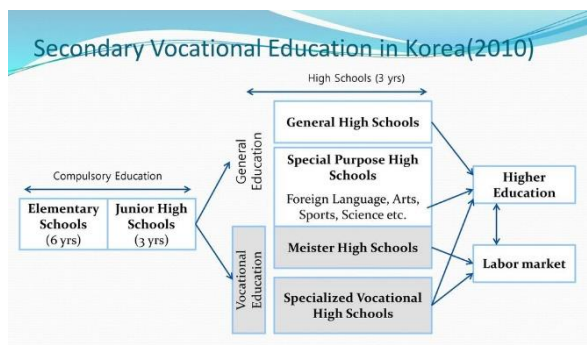 Secondary Vocational Education in Korea(2010)
High Schools (3 yrs)
General High Schools
General
Education
Special Purpose High
Schools
Foreign Language, Arts,
Sports, Science etc.
Compulsory Education
Elementary
Schools
(6 yrs)
Junior High
Schools
(3 yrs)
Vocational
Education
Meister High Schools
Specialized Vocational
High Schools
Higher
Education
Labor market